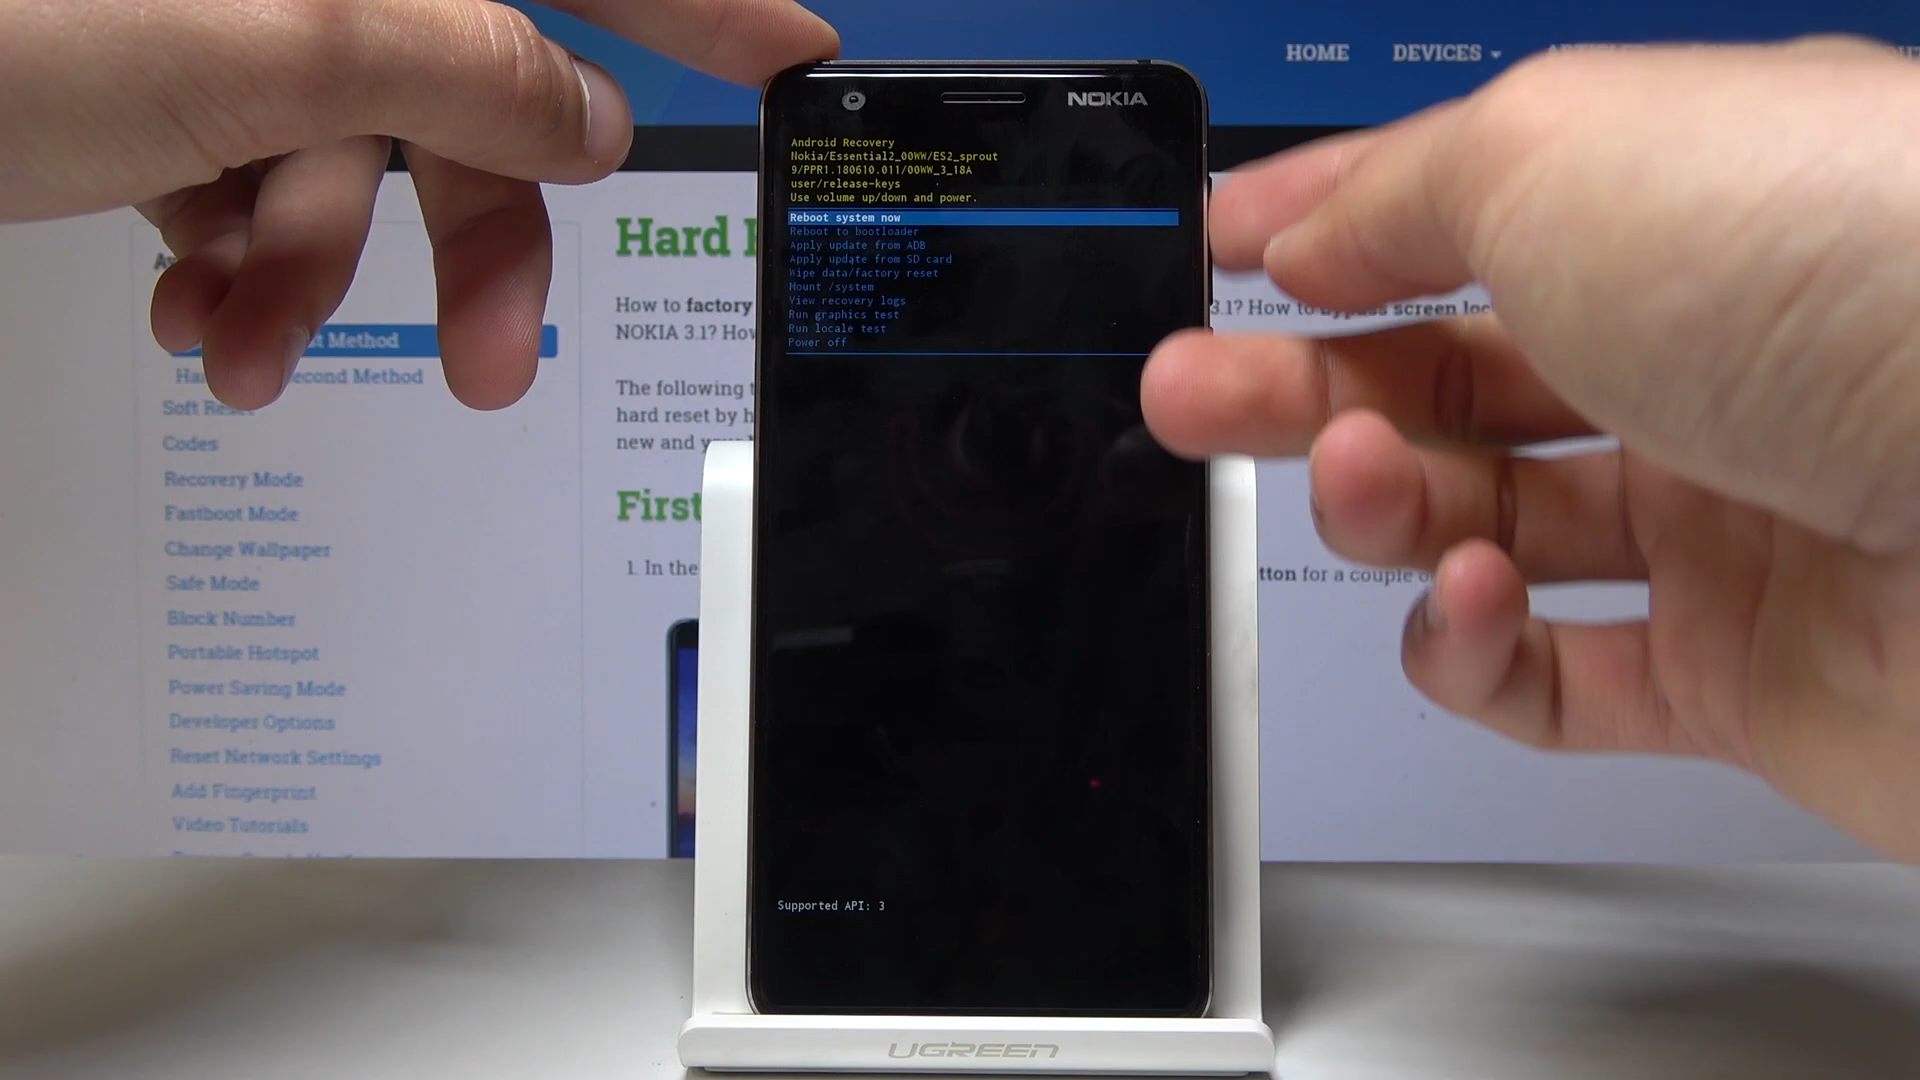 HOME DEVICES
NOKIA
Android Recovery
Nokia/Essential2_00WW/ES2_sprout
9/PPR1.180610.011/00WW_3_18A
user/release-keys
Use volume up/down and power.
Reboot system now
Reboot to bootloader
Apply update from ADB
Apply update from SD card
Wipe data/factory reset
Mount /system
View recovery logs
Run graphics test
Run locale test
Power off
Supported API: 3
UGREEN
t Method
econd Method
Soft Reset
Codes
Recovery Mode
Fastboot Mode
Change Wallpaper
Safe Mode
Block Number
Portable Hotspot
Power Saving Mode
Developer Options
Reset Network Settings
Add Fingerprint
Video Tutorials
Hard
How to factory
3.1? How to bypass screen loc
NOKIA 3.1? How
The following t
hard reset by h
new and your
First
1. In the
tton for a couple o